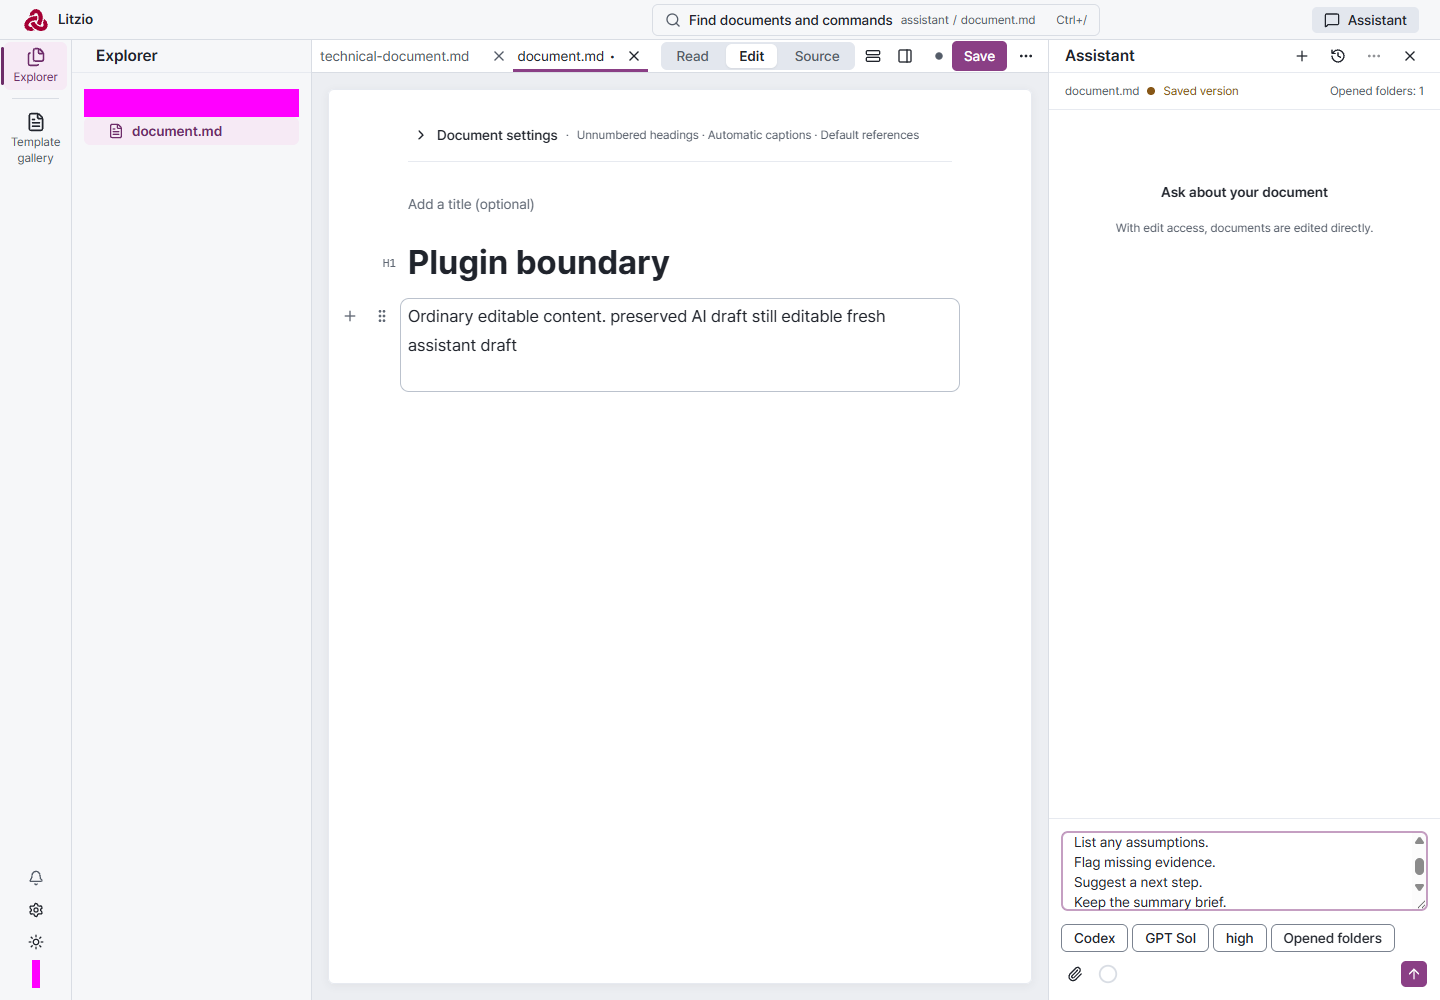 Litzio
Find documents and commands assistant / document.md Ctrl+/
Assistant
Explorer
Template
gallery
Explorer
document.md
technical-document.md
document.md •
Read
Edit
Source
Save
Document settings · Unnumbered headings · Automatic captions · Default references
Add a title (optional)
H1 Plugin boundary
Ordinary editable content. preserved AI draft still editable fresh
assistant draft
Assistant
document.md Saved version Opened folders: 1
Ask about your document
With edit access, documents are edited directly.
List any assumptions.
Flag missing evidence.
Suggest a next step.
Keep the summary brief.
Codex
GPT Sol
high
Opened folders